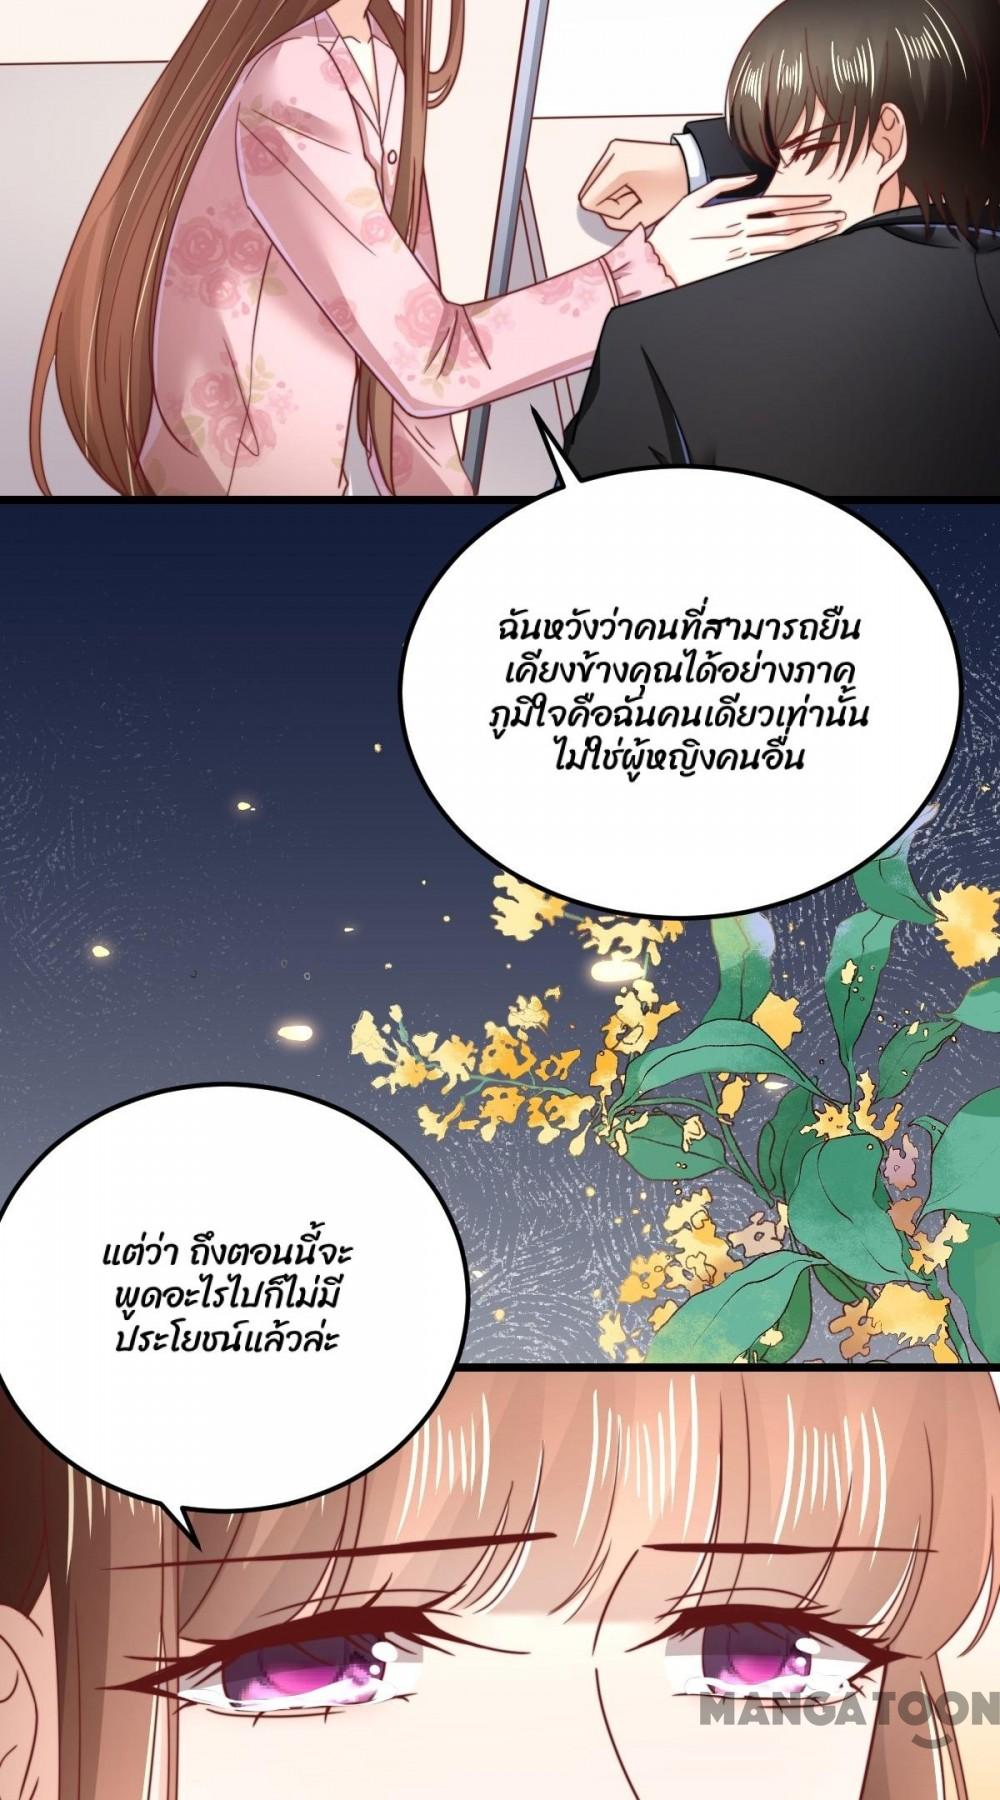 ฉันหวังว่าคนที่สามารถยืน
เคียงข้างคุณได้อย่างภาค
ภูมิใจคือฉันคนเดียวเท่านั้น
ไม่ใช่ผู้หญิงคนอื่น
แต่ว่า ถึงตอนนี้จะ
พูดอะไรไปก็ไม่มี
ประโยชน์แล้วล่ะ
MANGATOON